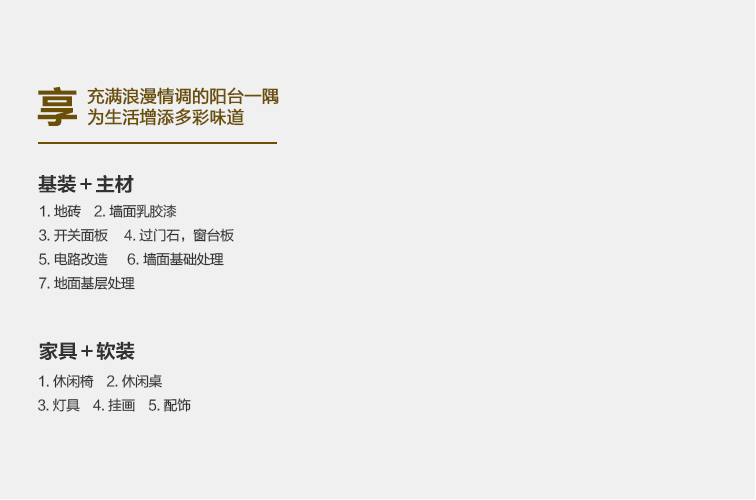 享
充满浪漫情调的阳台一隅
为生活增添多彩味道
基装+主材
1. 地砖 2. 墙面乳胶漆
3. 开关面板 4. 过门石，窗台板
5. 电路改造 6. 墙面基础处理
7. 地面基层处理
家具+软装
1. 休闲椅 2. 休闲桌
3. 灯具 4. 挂画 5. 配饰